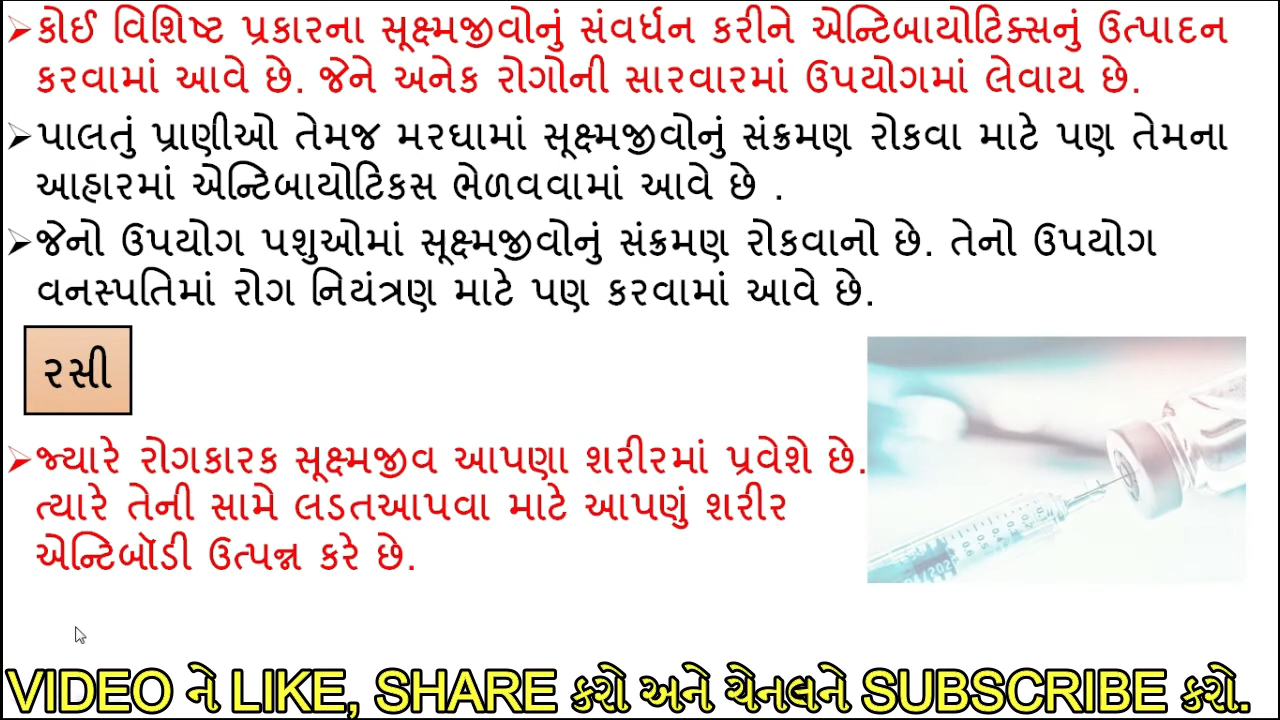 કોઈ વિશિષ્ટ પ્રકારના સૂક્ષ્મજીવોનું સંવર્ધન કરીને એન્ટિબાયોટિક્સનું ઉત્પાદન
કરવામાં આવે છે. જેને અનેક રોગોની સારવારમાં ઉપયોગમાં લેવાય છે.
પાલતું પ્રાણીઓ તેમજ મરઘામાં સૂક્ષ્મજીવોનું સંક્રમણ રોકવા માટે પણ તેમના
આહારમાં એન્ટિબાયોટિકસ ભેળવવામાં આવે છે .
જેનો ઉપયોગ પશુઓમાં સૂક્ષ્મજીવોનું સંક્રમણ રોકવાનો છે. તેનો ઉપયોગ
વનસ્પતિમાં રોગ નિયંત્રણ માટે પણ કરવામાં આવે છે.
રસી
જ્યારે રોગકારક સૂક્ષ્મજીવ આપણા શરીરમાં પ્રવેશે છે.
ત્યારે તેની સામે લડતઆપવા માટે આપણું શરીર
એન્ટિબૉડી ઉત્પન્ન કરે છે.
VIDEO ને LIKE, SHARE કરો અને ચેનલને SUBSCRIBE કરો.